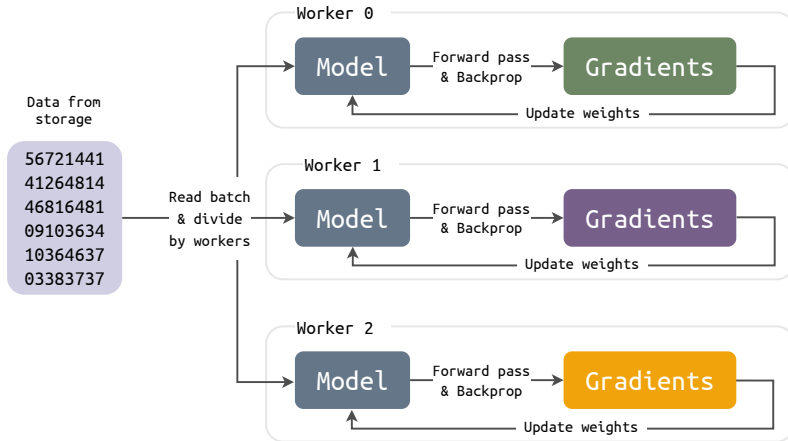 Data from
storage
56721441
41264814
46816481
09103634
10364637
03383737
Read batch
& divide
by workers
Worker 0
Model
Forward pass
& Backprop
Gradients
Update weights
Worker 1
Model
Forward pass
& Backprop
Gradients
Update weights
Worker 2
Model
Forward pass
& Backprop
Gradients
Update weights